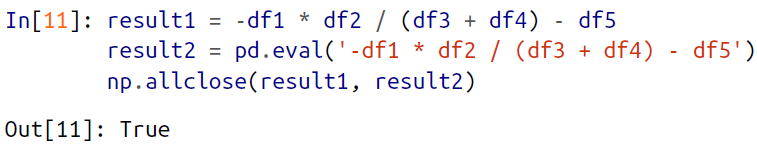 In[11]: result1 = -df1 * df2 / (df3 + df4) - df5
result2 = pd.eval('-df1 * df2 / (df3 + df4) - df5')
np.allclose(result1, result2)
Out[11]: True